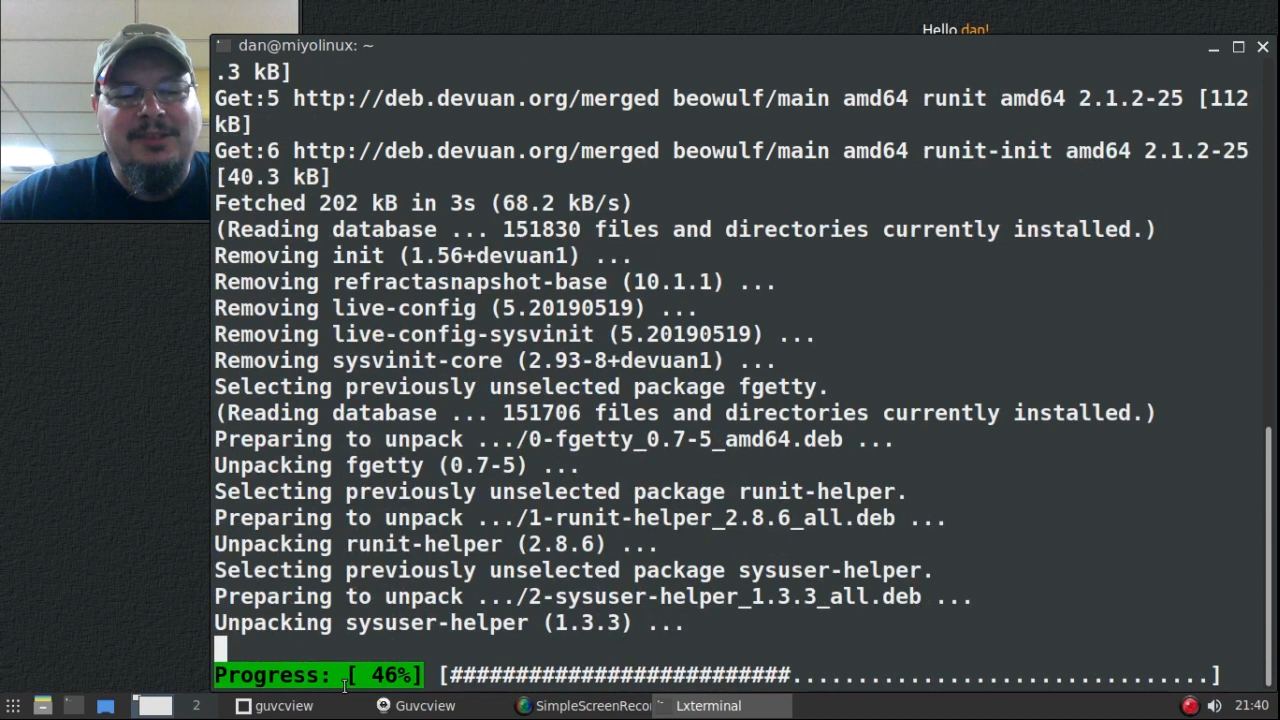 Hello dan!
dan@miyolinux: ~
.3 kB]
Get:5 http://deb.devuan.org/merged beowulf/main amd64 runit amd64 2.1.2-25 [112
kB]
Get:6 http://deb.devuan.org/merged beowulf/main amd64 runit-init amd64 2.1.2-25
[40.3 kB]
Fetched 202 kB in 3s (68.2 kB/s)
(Reading database ... 151830 files and directories currently installed.)
Removing init (1.56+devuan1) ...
Removing refractasnapshot-base (10.1.1) ...
Removing live-config (5.20190519) ...
Removing live-config-sysvinit (5.20190519) ...
Removing sysvinit-core (2.93-8+devuan1) ...
Selecting previously unselected package fgetty.
(Reading database ... 151706 files and directories currently installed.)
Preparing to unpack .../0-fgetty_0.7-5_amd64.deb ...
Unpacking fgetty (0.7-5) ...
Selecting previously unselected package runit-helper.
Preparing to unpack .../1-runit-helper_2.8.6_all.deb ...
Unpacking runit-helper (2.8.6) ...
Selecting previously unselected package sysuser-helper.
Preparing to unpack .../2-sysuser-helper_1.3.3_all.deb ...
Unpacking sysuser-helper (1.3.3) ...
Progress: [ 46%] [##########################................................]
2 guvcview Guvcview SimpleScreenReco Lxterminal 21:40